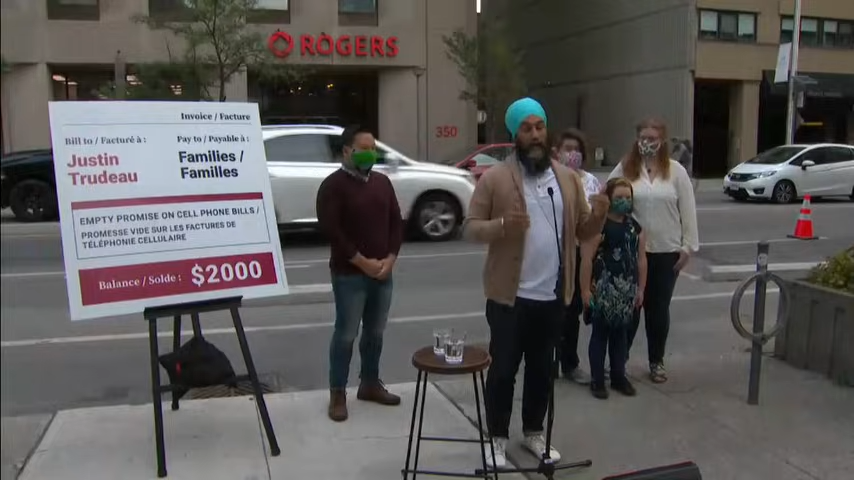 ROGERS
350
Invoice / Facture
Bill to / Facturé à :
Justin
Trudeau
Pay to / Payable à :
Families /
Familles
EMPTY PROMISE ON CELL PHONE BILLS /
PROMESSE VIDE SUR LES FACTURES DE
TÉLÉPHONIE CELLULAIRE
Balance / Solde : $2000